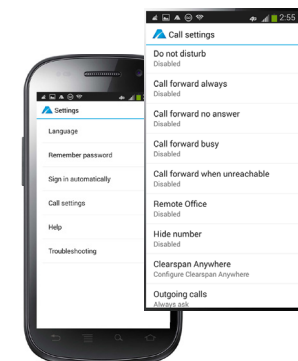 Settings
Language
Remember password
Sign in automatically
Call settings
Help
Troubleshooting
2:55
Call settings
Do not disturb
Disabled
Call forward always
Disabled
Call forward no answer
Disabled
Call forward busy
Disabled
Call forward when unreachable
Disabled
Remote Office
Disabled
Hide number
Disabled
Clearspan Anywhere
Configure Clearspan Anywhere
Outgoing calls
Always ask